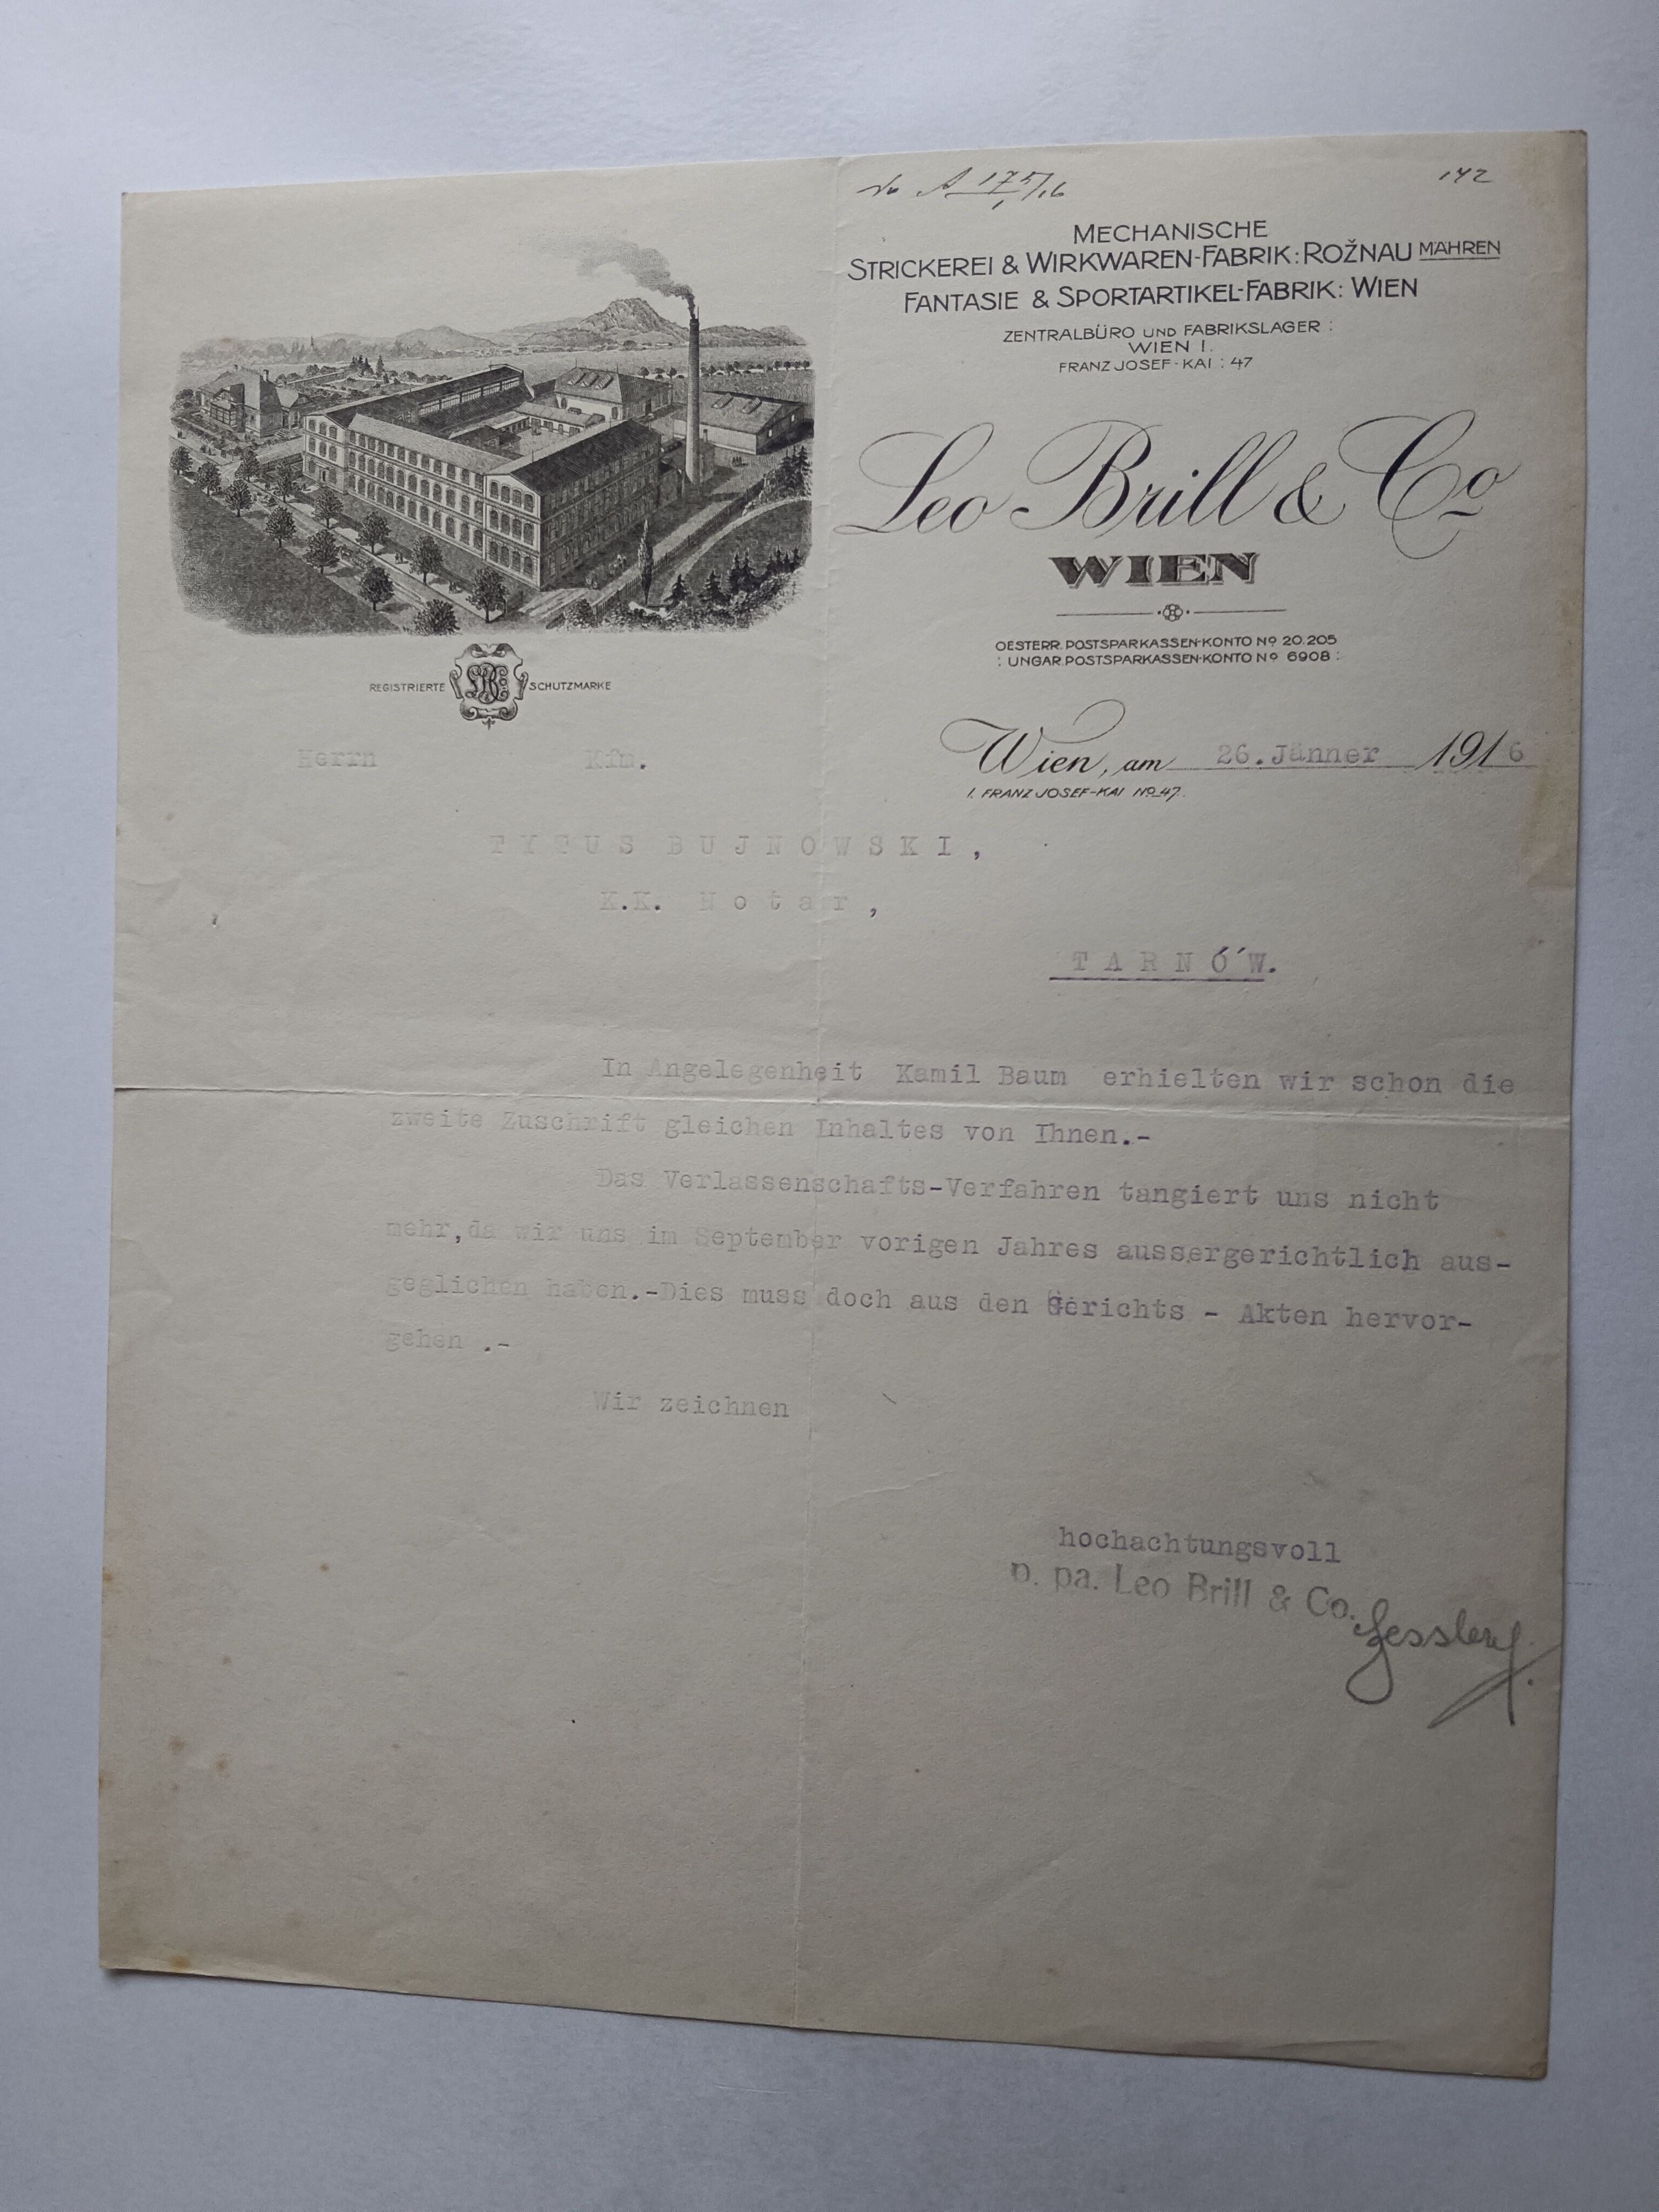 A 175/16
142
MECHANISCHE
STRICKEREI & WIRKWAREN-FABRIK: ROŽNAU MÄHREN
FANTASIE & SPORTARTIKEL-FABRIK: WIEN
ZENTRALBÜRO UND FABRIKSLAGER:
WIEN I.
FRANZ JOSEF-KAI: 47
Leo Brill & Co
WIEN
OESTERR. POSTSPARKASSEN-KONTO No 20.205
: UNGAR. POSTSPARKASSEN-KONTO No 6908 :
REGISTRIERTE SCHUTZMARKE
Wien, am 26. Jänner 1916
I. FRANZ JOSEF-KAI No 47.
Herrn Kfm.
TYTUS BUJNOWSKI,
K.K. Notar,
TARNÓ´W.
In Angelegenheit Kamil Baum erhielten wir schon die
zweite Zuschrift gleichen Inhaltes von Ihnen.-
Das Verlassenschafts-Verfahren tangiert uns nicht
mehr,da wir uns im September vorigen Jahres aussergerichtlich aus-
geglichen haben.-Dies muss doch aus den Gerichts - Akten hervor-
gehen .-
Wir zeichnen
hochachtungsvoll
p. pa. Leo Brill & Co.